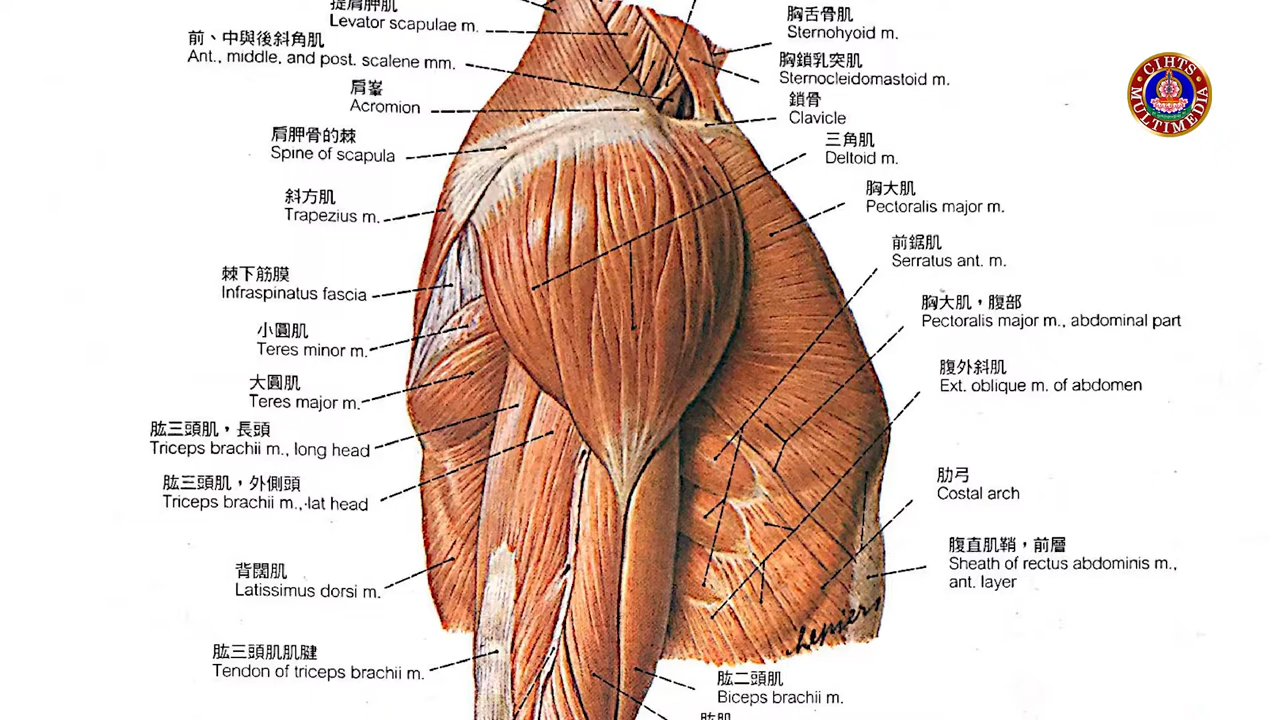 提肩胛肌
Levator scapulae m.
前、中與後斜角肌
Ant., middle, and post. scalene mm.
肩峯
Acromion
肩胛骨的棘
Spine of scapula
斜方肌
Trapezius m.
棘下筋膜
Infraspinatus fascia
小圓肌
Teres minor m.
大圓肌
Teres major m.
肱三頭肌，長頭
Triceps brachii m., long head
肱三頭肌，外側頭
Triceps brachii m., lat head
背闊肌
Latissimus dorsi m.
肱三頭肌肌腱
Tendon of triceps brachii m.
胸舌骨肌
Sternohyoid m.
胸鎖乳突肌
Sternocleidomastoid m.
鎖骨
Clavicle
三角肌
Deltoid m.
胸大肌
Pectoralis major m.
前鋸肌
Serratus ant. m.
胸大肌，腹部
Pectoralis major m., abdominal part
腹外斜肌
Ext. oblique m. of abdomen
肋弓
Costal arch
腹直肌鞘，前層
Sheath of rectus abdominis m.,
ant. layer
肱二頭肌
Biceps brachii m.
肱肌
CIHTS
MULTIMEDIA